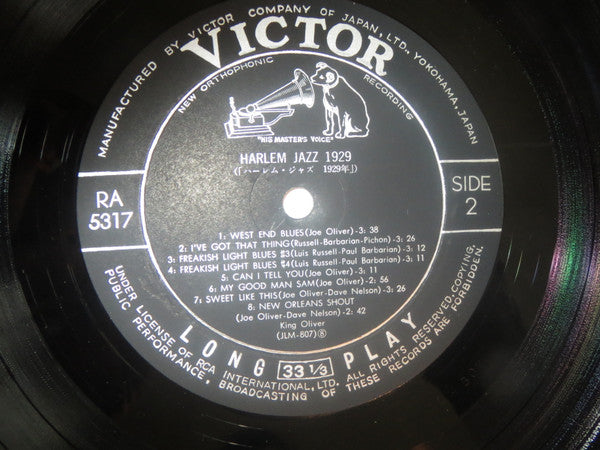 MANUFACTURED BY VICTOR COMPANY OF JAPAN, LTD., YOKOHAMA, JAPAN
VICTOR
NEW ORTHOPHONIC RECORDING
"HIS MASTER'S VOICE"
HARLEM JAZZ 1929
(「ハーレム・ジャズ 1929年」)
RA
5317
SIDE
2
1: WEST END BLUES(Joe Oliver)-3: 38
2: I'VE GOT THAT THING(Russell-Barbarian-Pichon)-3: 26
3: FREAKISH LIGHT BLUES #3(Luis Russell-Paul Barbarian)-3: 12
4: FREAKISH LIGHT BLUES #4(Luis Russell-Paul Barbarian)-3: 11
5: CAN I TELL YOU(Joe Oliver)-3: 11
6: MY GOOD MAN SAM(Joe Oliver)-2: 56
7: SWEET LIKE THIS(Joe Oliver-Dave Nelson)-3: 26
8: NEW ORLEANS SHOUT
(Joe Oliver-Dave Nelson)-2: 42
King Oliver
(JLM-807)Ⓑ
LONG 33 1/3 PLAY
UNDER LICENSE OF RCA INTERNATIONAL, LTD. ALL RIGHTS RESERVED. COPYING,
PUBLIC PERFORMANCE, BROADCASTING OF THESE RECORDS ARE FORBIDDEN.